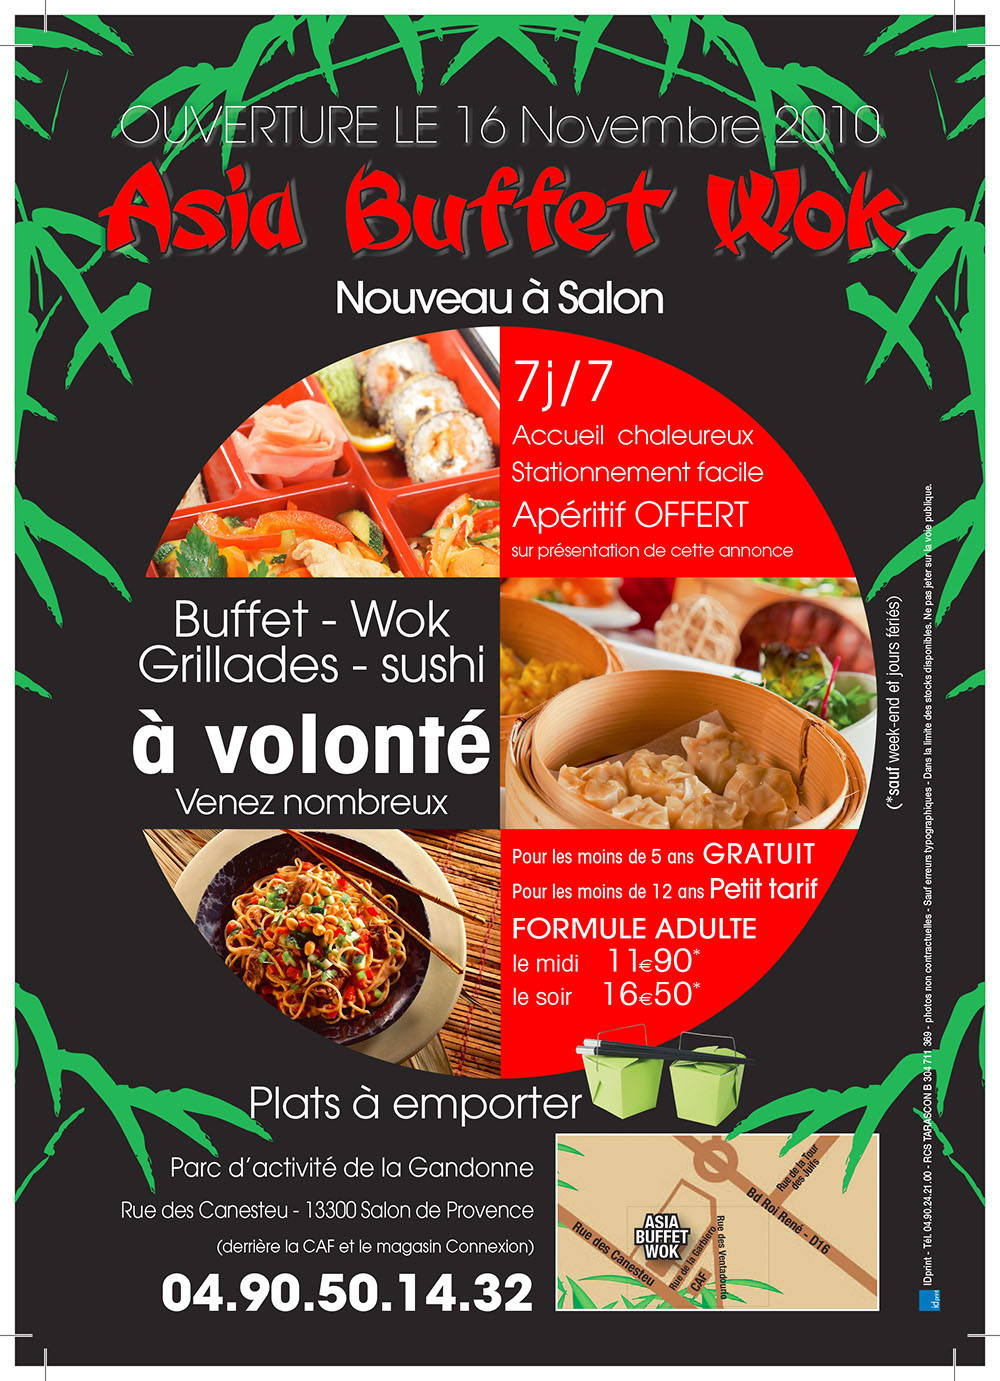 OUVERTURE LE 16 Novembre 2010
Asia Buffet Wok
Nouveau à Salon
7j/7
Accueil chaleureux
Stationnement facile
Apéritif OFFERT
sur présentation de cette annonce
Buffet - Wok
Grillades - sushi
à volonté
Venez nombreux
Pour les moins de 5 ans GRATUIT
Pour les moins de 12 ans Petit tarif
FORMULE ADULTE
le midi 11€90*
le soir 16€50*
(*sauf week-end et jours fériés)
Plats à emporter
Parc d'activité de la Gandonne
Rue des Canesteu - 13300 Salon de Provence
(derrière la CAF et le magasin Connexion)
04.90.50.14.32
Rue de la Tour
des Juifs
Bd Roi René - D16
ASIA
BUFFET
WOK
Rue des Canesteu
Rue de la Garbiero
CAF
Rue des Ventadouiro
IDprint - Tél. 04.90.24.21.00 - RCS TARASCON B 304 711 369 - photos non contractuelles - Sauf erreurs typographiques - Dans la limite des stocks disponibles. Ne pas jeter sur la voie publique.
id print